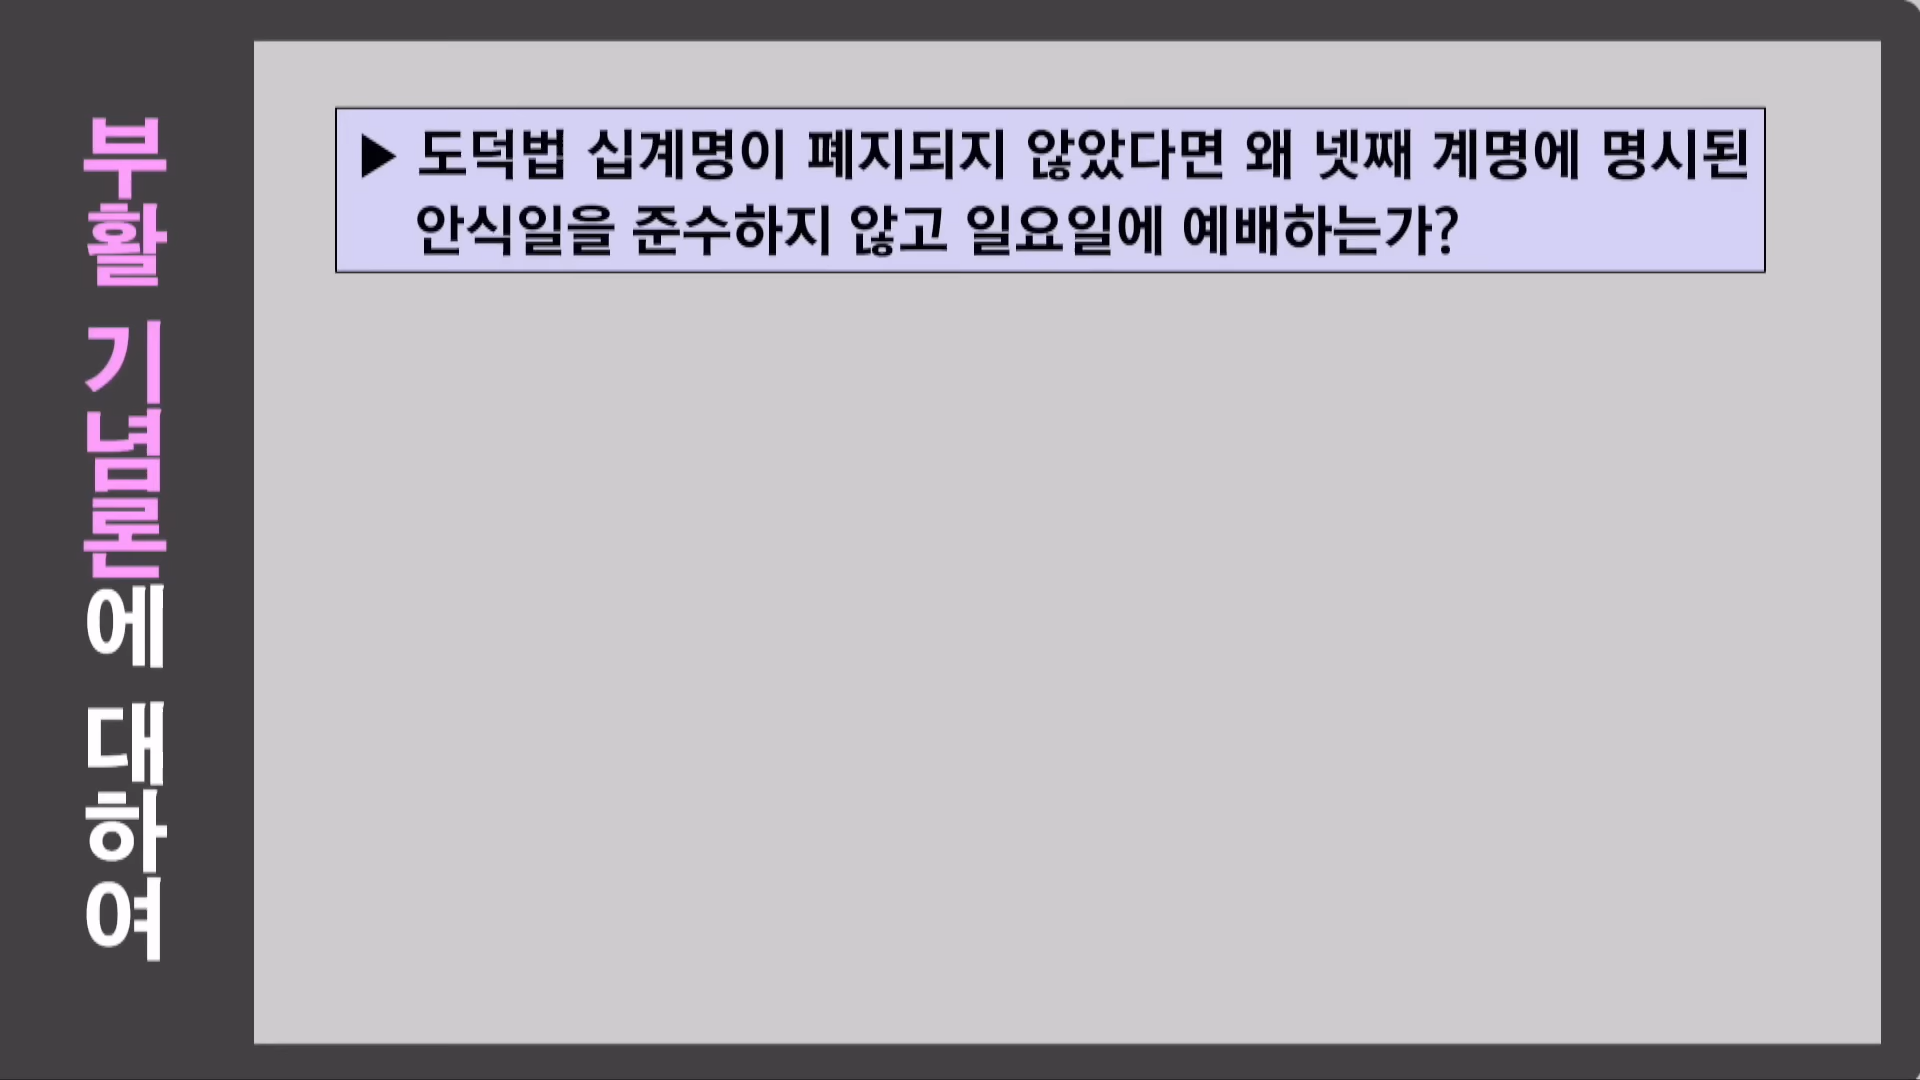 부활 기념론에 대하여
▶ 도덕법 십계명이 폐지되지 않았다면 왜 넷째 계명에 명시된
안식일을 준수하지 않고 일요일에 예배하는가?